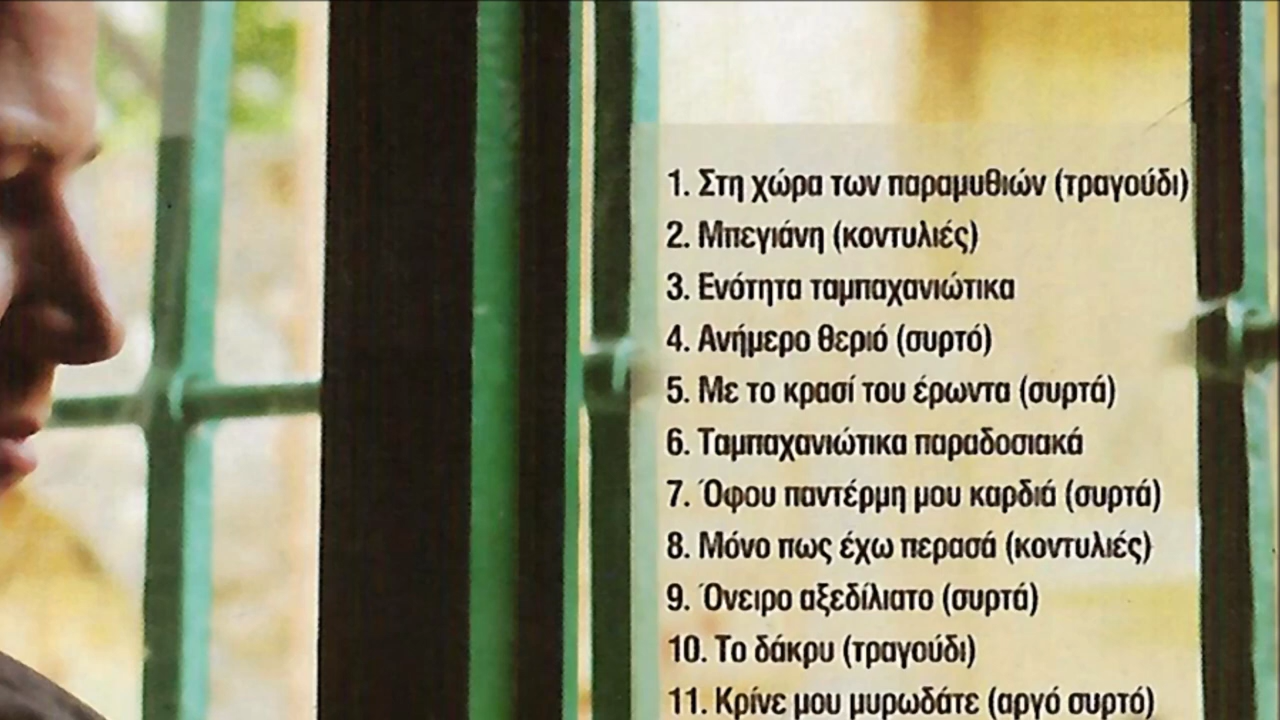 1. Στη χώρα των παραμυθιών (τραγούδι)
2. Μπεγιάνη (κοντυλιές)
3. Ενότητα ταμπαχανιώτικα
4. Ανήμερο θεριό (συρτό)
5. Με το κρασί του έρωντα (συρτά)
6. Ταμπαχανιώτικα παραδοσιακά
7. Όφου παντέρμη μου καρδιά (συρτά)
8. Μόνο πως έχω περασά (κοντυλιές)
9. Όνειρο αξεδίλιατο (συρτά)
10. Το δάκρυ (τραγούδι)
11. Κρίνε μου μυρωδάτε (αργό συρτό)